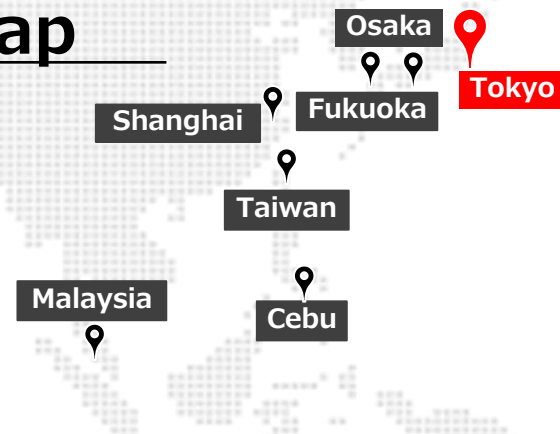 ap
Osaka
Tokyo
Fukuoka
Shanghai
Taiwan
Malaysia
Cebu